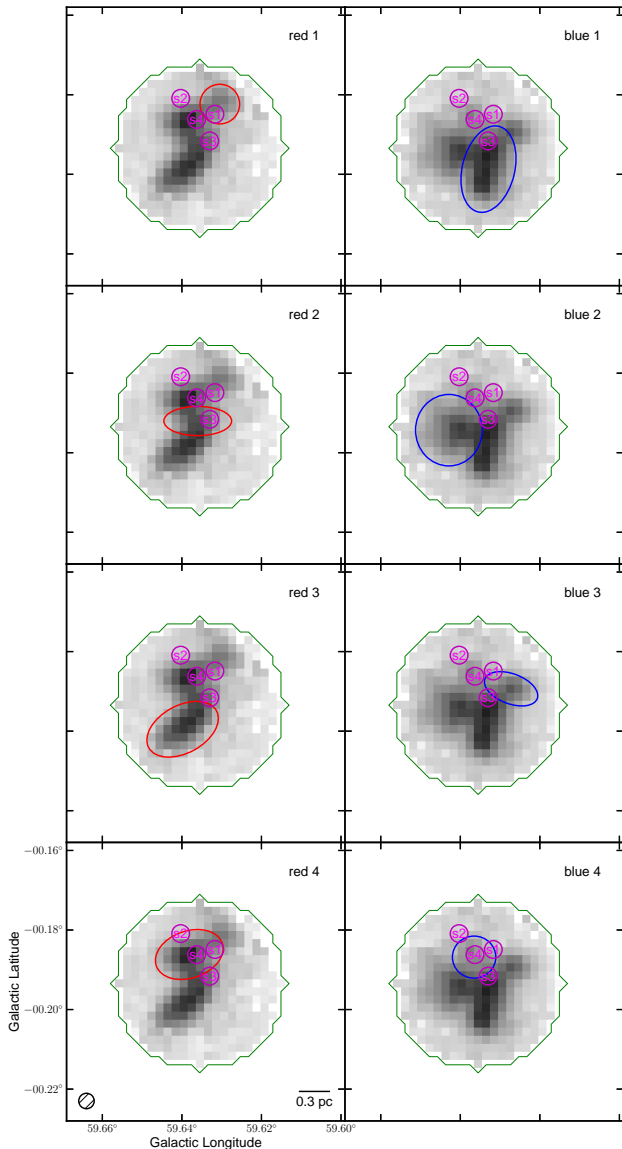 red 1
blue 1
s2
s1
s4
s3
s2
s1
s4
s3
red 2
blue 2
s2
s1
s4
s3
s2
s1
s4
s3
red 3
blue 3
s2
s1
s4
s3
s2
s1
s4
s3
−00.16°
red 4
blue 4
−00.18°
s2
s1
s4
s3
s2
s1
s4
s3
−00.20°
Galactic Latitude
−00.22°
0.3 pc
59.66°
59.64°
59.62°
59.60°
Galactic Longitude